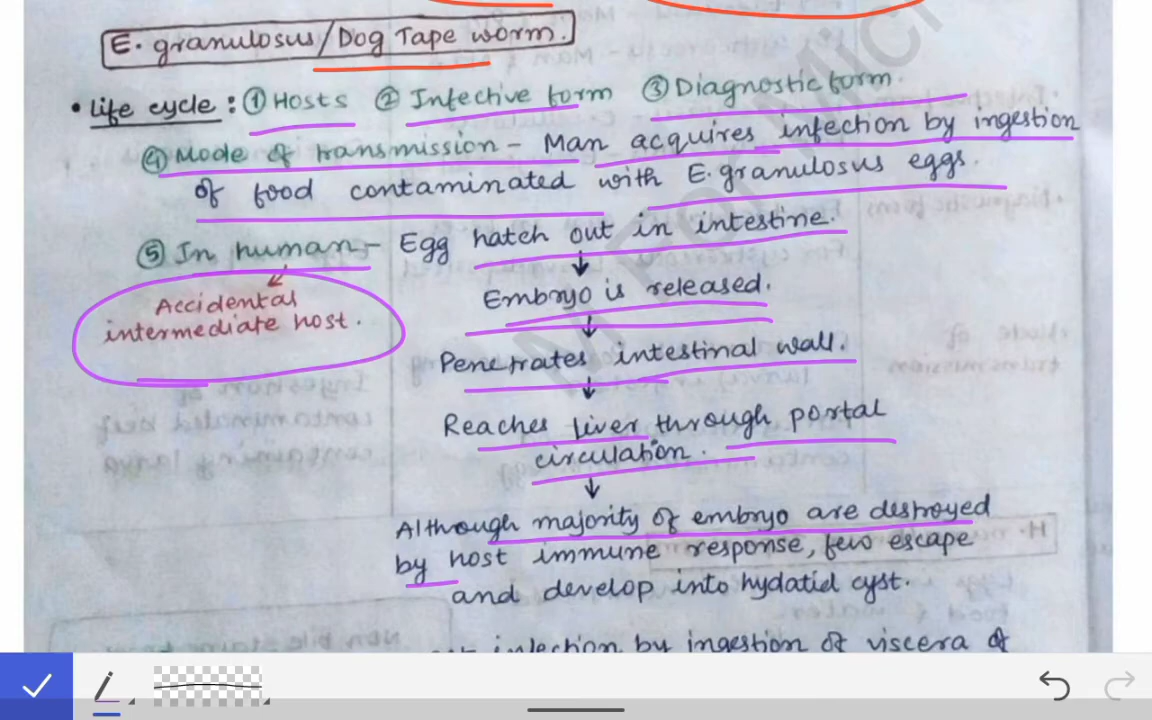 E. granulosus/Dog Tape worm.
• Life cycle : ① Hosts ② Infective form ③ Diagnostic form.
④ Mode of transmission - Man acquires infection by ingestion
of food contaminated with E. granulosus eggs.
⑤ In human - Egg hatch out in intestine.
Accidental
intermediate host.
↓
Embryo is released.
↓
Penetrates intestinal wall.
↓
Reaches liver through portal
circulation.
↓
Although majority of embryo are destroyed
by host immune response, few escape
and develop into hydatid cyst.
infection by ingestion of viscera of